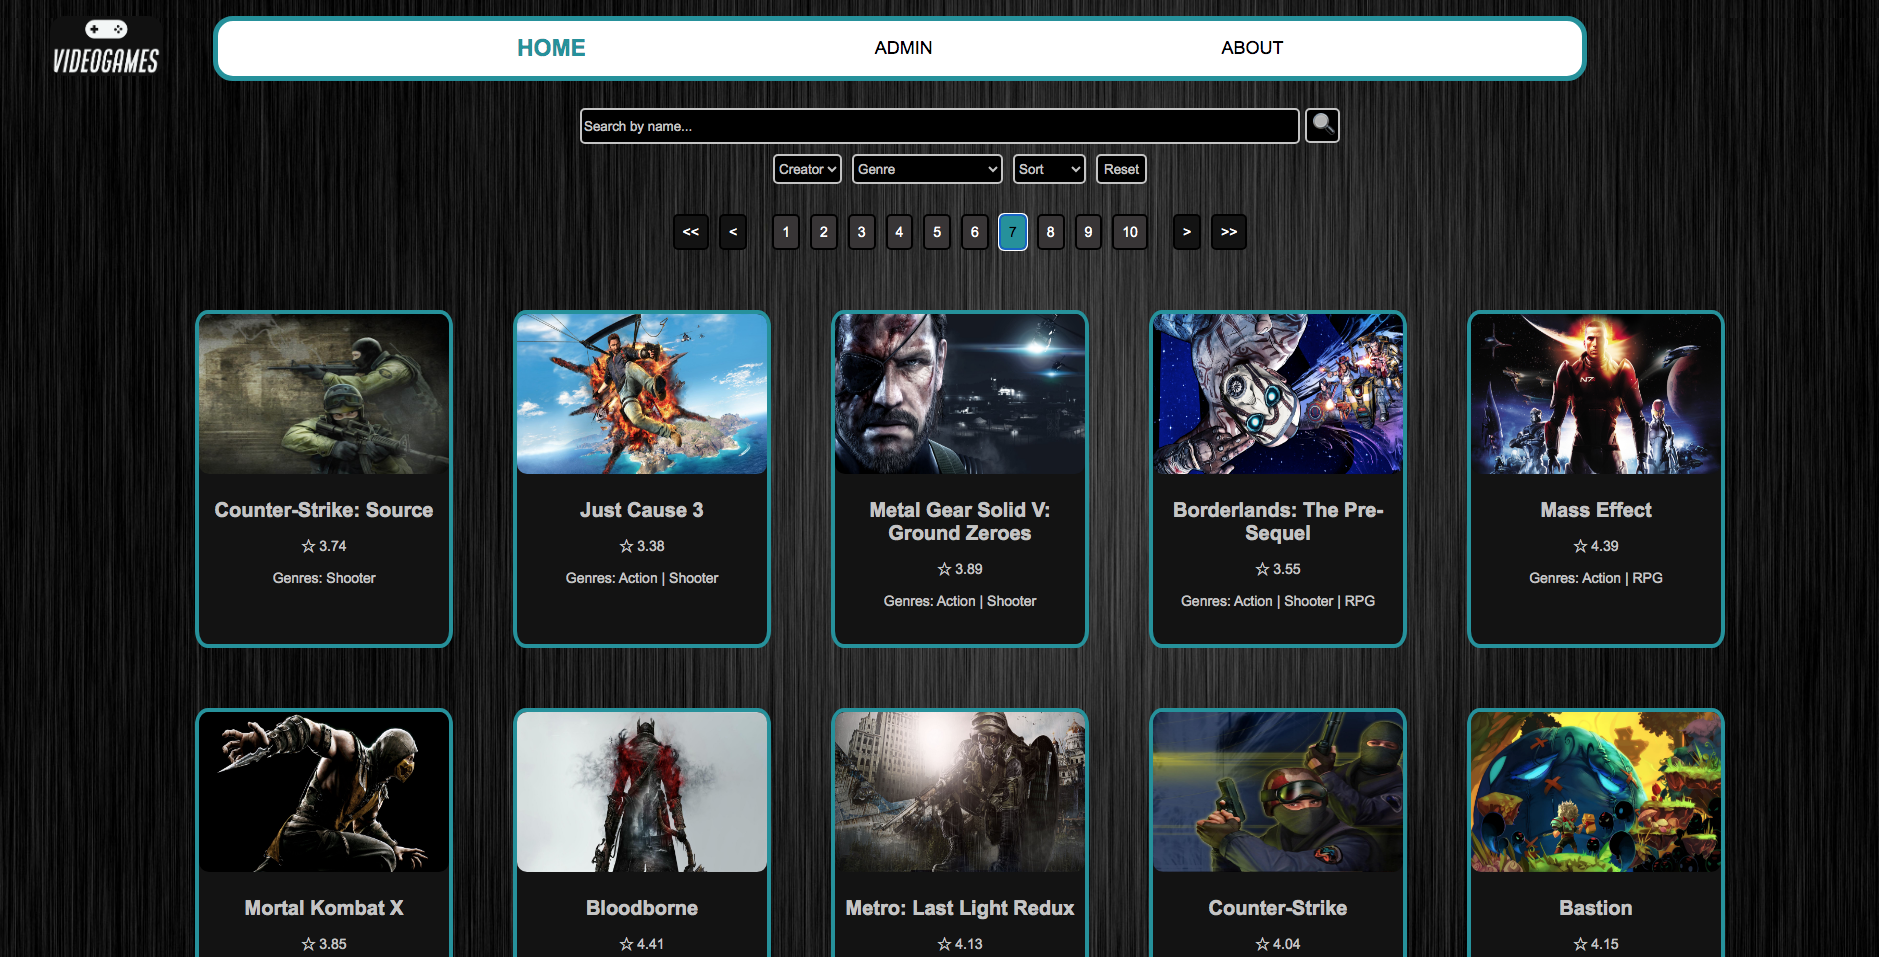 VIDEOGAMES
HOME ADMIN ABOUT
Search by name...
Creator Genre Sort Reset
<< < 1 2 3 4 5 6 7 8 9 10 > >>
N7
Counter-Strike: Source
☆ 3.74
Genres: Shooter
Just Cause 3
☆ 3.38
Genres: Action | Shooter
Metal Gear Solid V:
Ground Zeroes
☆ 3.89
Genres: Action | Shooter
Borderlands: The Pre-
Sequel
☆ 3.55
Genres: Action | Shooter | RPG
Mass Effect
☆ 4.39
Genres: Action | RPG
Mortal Kombat X
☆ 3.85
Bloodborne
☆ 4.41
Metro: Last Light Redux
☆ 4.13
Counter-Strike
☆ 4.04
Bastion
☆ 4.15